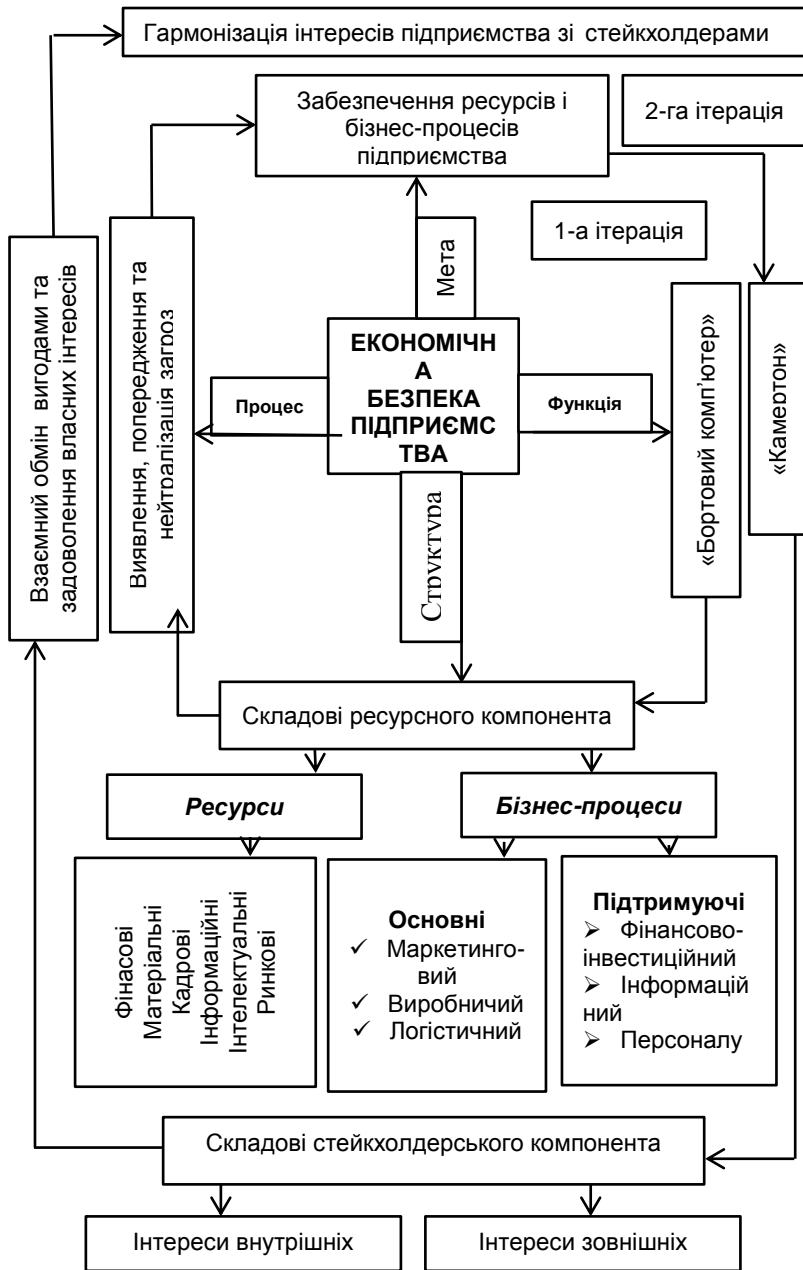 Гармонізація інтересів підприємства зі стейкхолдерами
Забезпечення ресурсів і
бізнес-процесів
підприємства
2-га ітерація
1-а ітерація
Взаємний обмін вигодами та
задоволення власних інтересів
Виявлення, попередження та
нейтралізація загроз
Мета
ЕКОНОМІЧН
А
БЕЗПЕКА
ПІДПРИЄМС
ТВА
Процес
Функція
«Бортовий комп'ютер»
«Камертон»
Структура
Складові ресурсного компонента
Ресурси
Бізнес-процеси
Фінасові
Матеріальні
Кадрові
Інформаційні
Інтелектуальні
Ринкові
Основні
✓ Маркетинго-
вий
✓ Виробничий
✓ Логістичний
Підтримуючі
➢ Фінансово-
інвестиційний
➢ Інформацій
ний
➢ Персоналу
Складові стейкхолдерського компонента
Інтереси внутрішніх
Інтереси зовнішніх